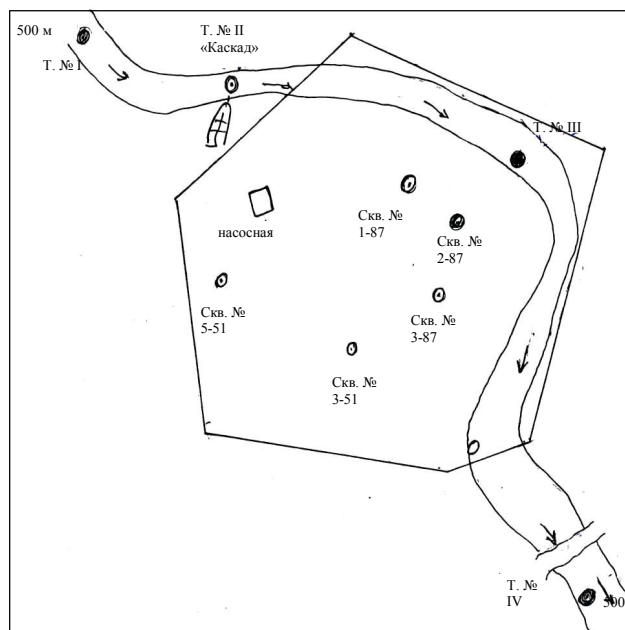 500 м
Т. № I
Т. № II
«Каскад»
Т. № III
насосная
Скв. №
1-87
Скв. №
2-87
Скв. №
5-51
Скв. №
3-87
Скв. №
3-51
Т. №
IV
500